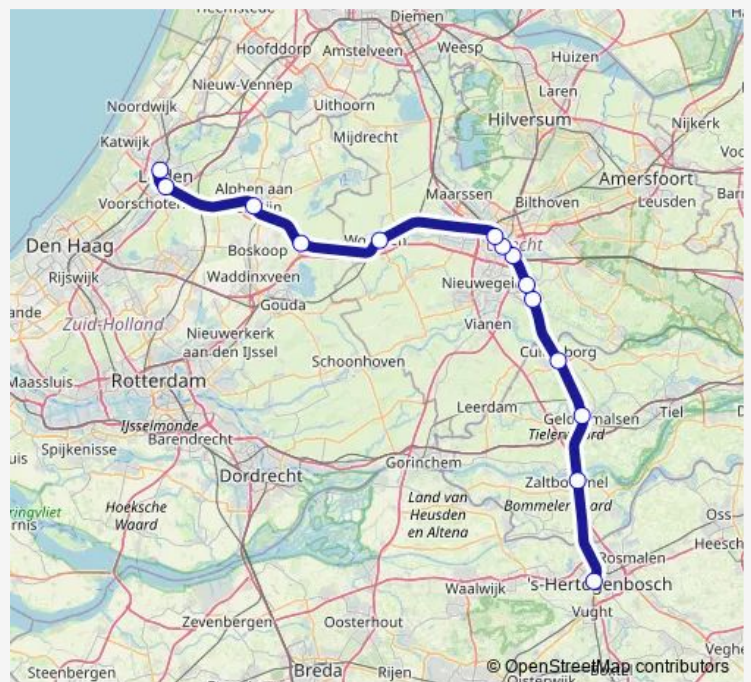 Diemen
Hoofddorp
Amstelveen
Weesp
Huizen
Nieuw-Vennep
Laren
Noordwijk
Uithoorn
Hilversum
Nijkerk
Katwijk
Mijdrecht
Amersfoort
Alphen aan
Maarssen
Bilthoven
Leusden
Voorschoten
Den Haag
Boskoop
Rijswijk
Waddinxveen
Nieuwegei
Gouda
Zuid-Holland
Vianen
Nieuwerkerk
aan den IJssel
Schoonhoven
Maassluis
Rotterdam
Leerdam
Tiel
IJsselmonde
Barendrecht
Spijkenisse
Gorinchem
Dordrecht
Hoeksche
Waard
Land van
Heusden
en Altena
Oss
Heesch
Rosmalen
Waalwijk
's-Hertogenbosch
Vught
Zevenbergen
Oosterhout
Steenbergen
Breda
Rijen
© OpenStreetMap contributors